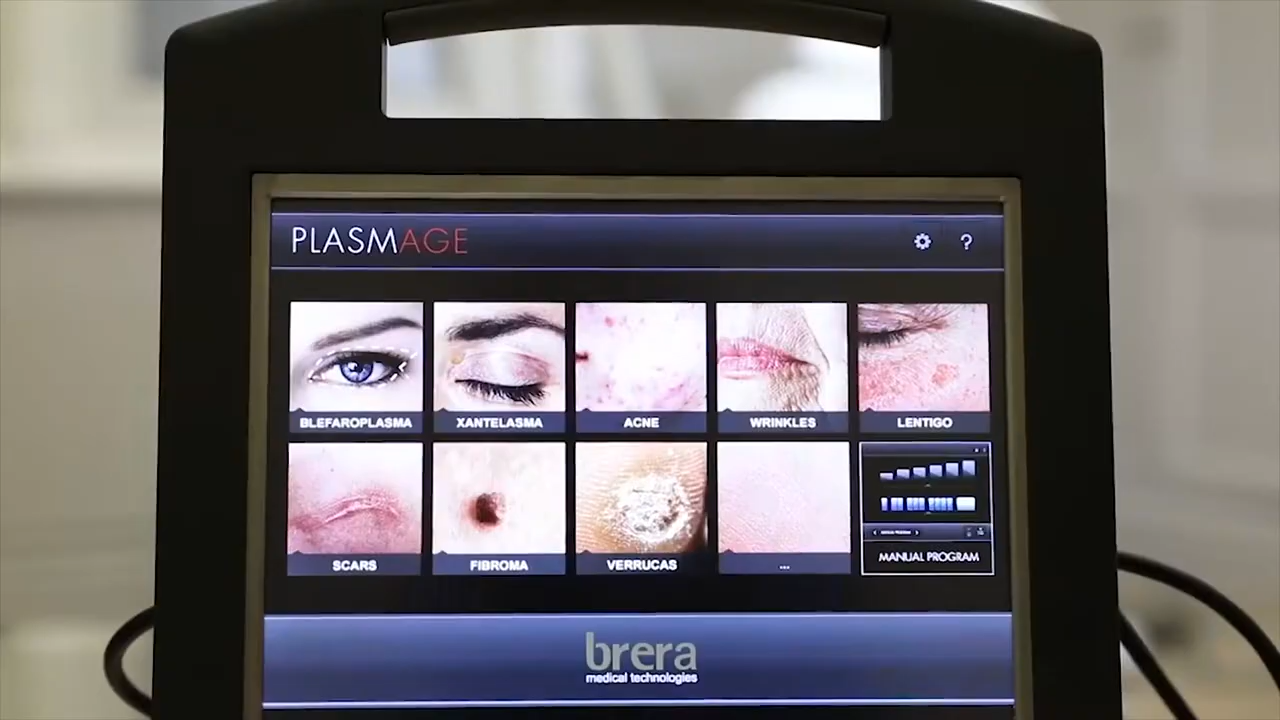 PLASMAGE
?
BLEFAROPLASMA
XANTELASMA
ACNE
WRINKLES
LENTIGO
SCARS
FIBROMA
VERRUCAS
...
MANUAL PROGRAM
brera
medical technologies